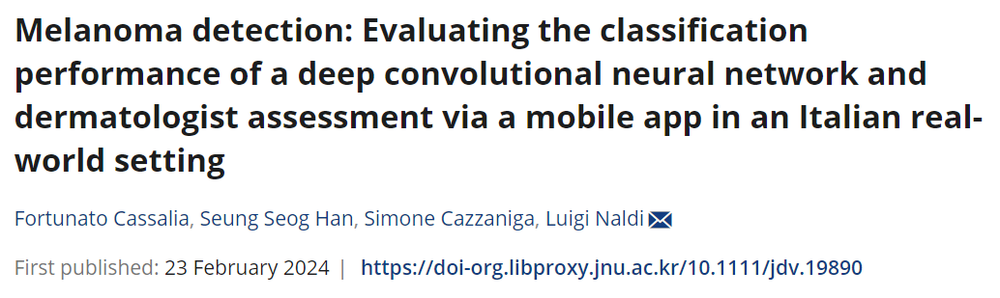 Melanoma detection: Evaluating the classification
performance of a deep convolutional neural network and
dermatologist assessment via a mobile app in an Italian real-
world setting
Fortunato Cassalia, Seung Seog Han, Simone Cazzaniga, Luigi Naldi
First published: 23 February 2024 | https://doi-org.libproxy.jnu.ac.kr/10.1111/jdv.19890